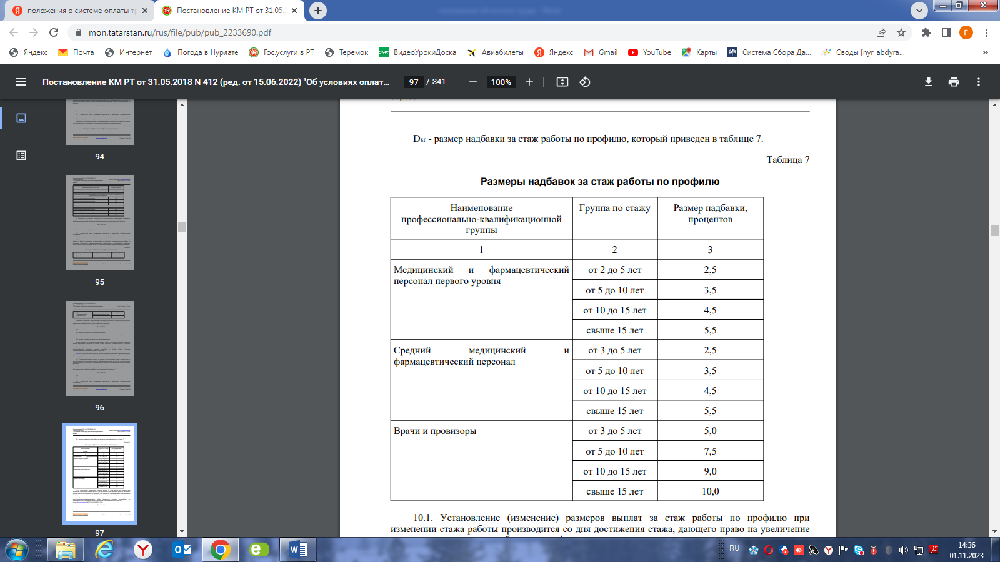 положения о системе оплаты тр
Постановление КМ РТ от 31.05.
mon.tatarstan.ru/rus/file/pub/pub_2233690.pdf
Г
Яндекс
Почта
Интернет
Погода в Нурлате
Гос.услуги в РТ
Теремок
ВидеоУрокиДоска
Авиабилеты
Яндекс
Gmail
YouTube
Карты
Система Сбора Да...
Своды [nyr_abdyra...
»
Постановление КМ РТ от 31.05.2018 N 412 (ред. от 15.06.2022) "Об условиях оплат...
97 / 341
100%
94
95
96
97
Dsr - размер надбавки за стаж работы по профилю, который приведен в таблице 7.
Таблица 7
Размеры надбавок за стаж работы по профилю
Наименование профессионально-квалификационной группы
Группа по стажу
Размер надбавки, процентов
1 2 3
Медицинский и фармацевтический персонал первого уровня
от 2 до 5 лет 2,5
от 5 до 10 лет 3,5
от 10 до 15 лет 4,5
свыше 15 лет 5,5
Средний медицинский и фармацевтический персонал
от 3 до 5 лет 2,5
от 5 до 10 лет 3,5
от 10 до 15 лет 4,5
свыше 15 лет 5,5
Врачи и провизоры
от 3 до 5 лет 5,0
от 5 до 10 лет 7,5
от 10 до 15 лет 9,0
свыше 15 лет 10,0
10.1. Установление (изменение) размеров выплат за стаж работы по профилю при
изменении стажа работы производится со дня достижения стажа, дающего право на увеличение
RU
14:36
01.11.2023